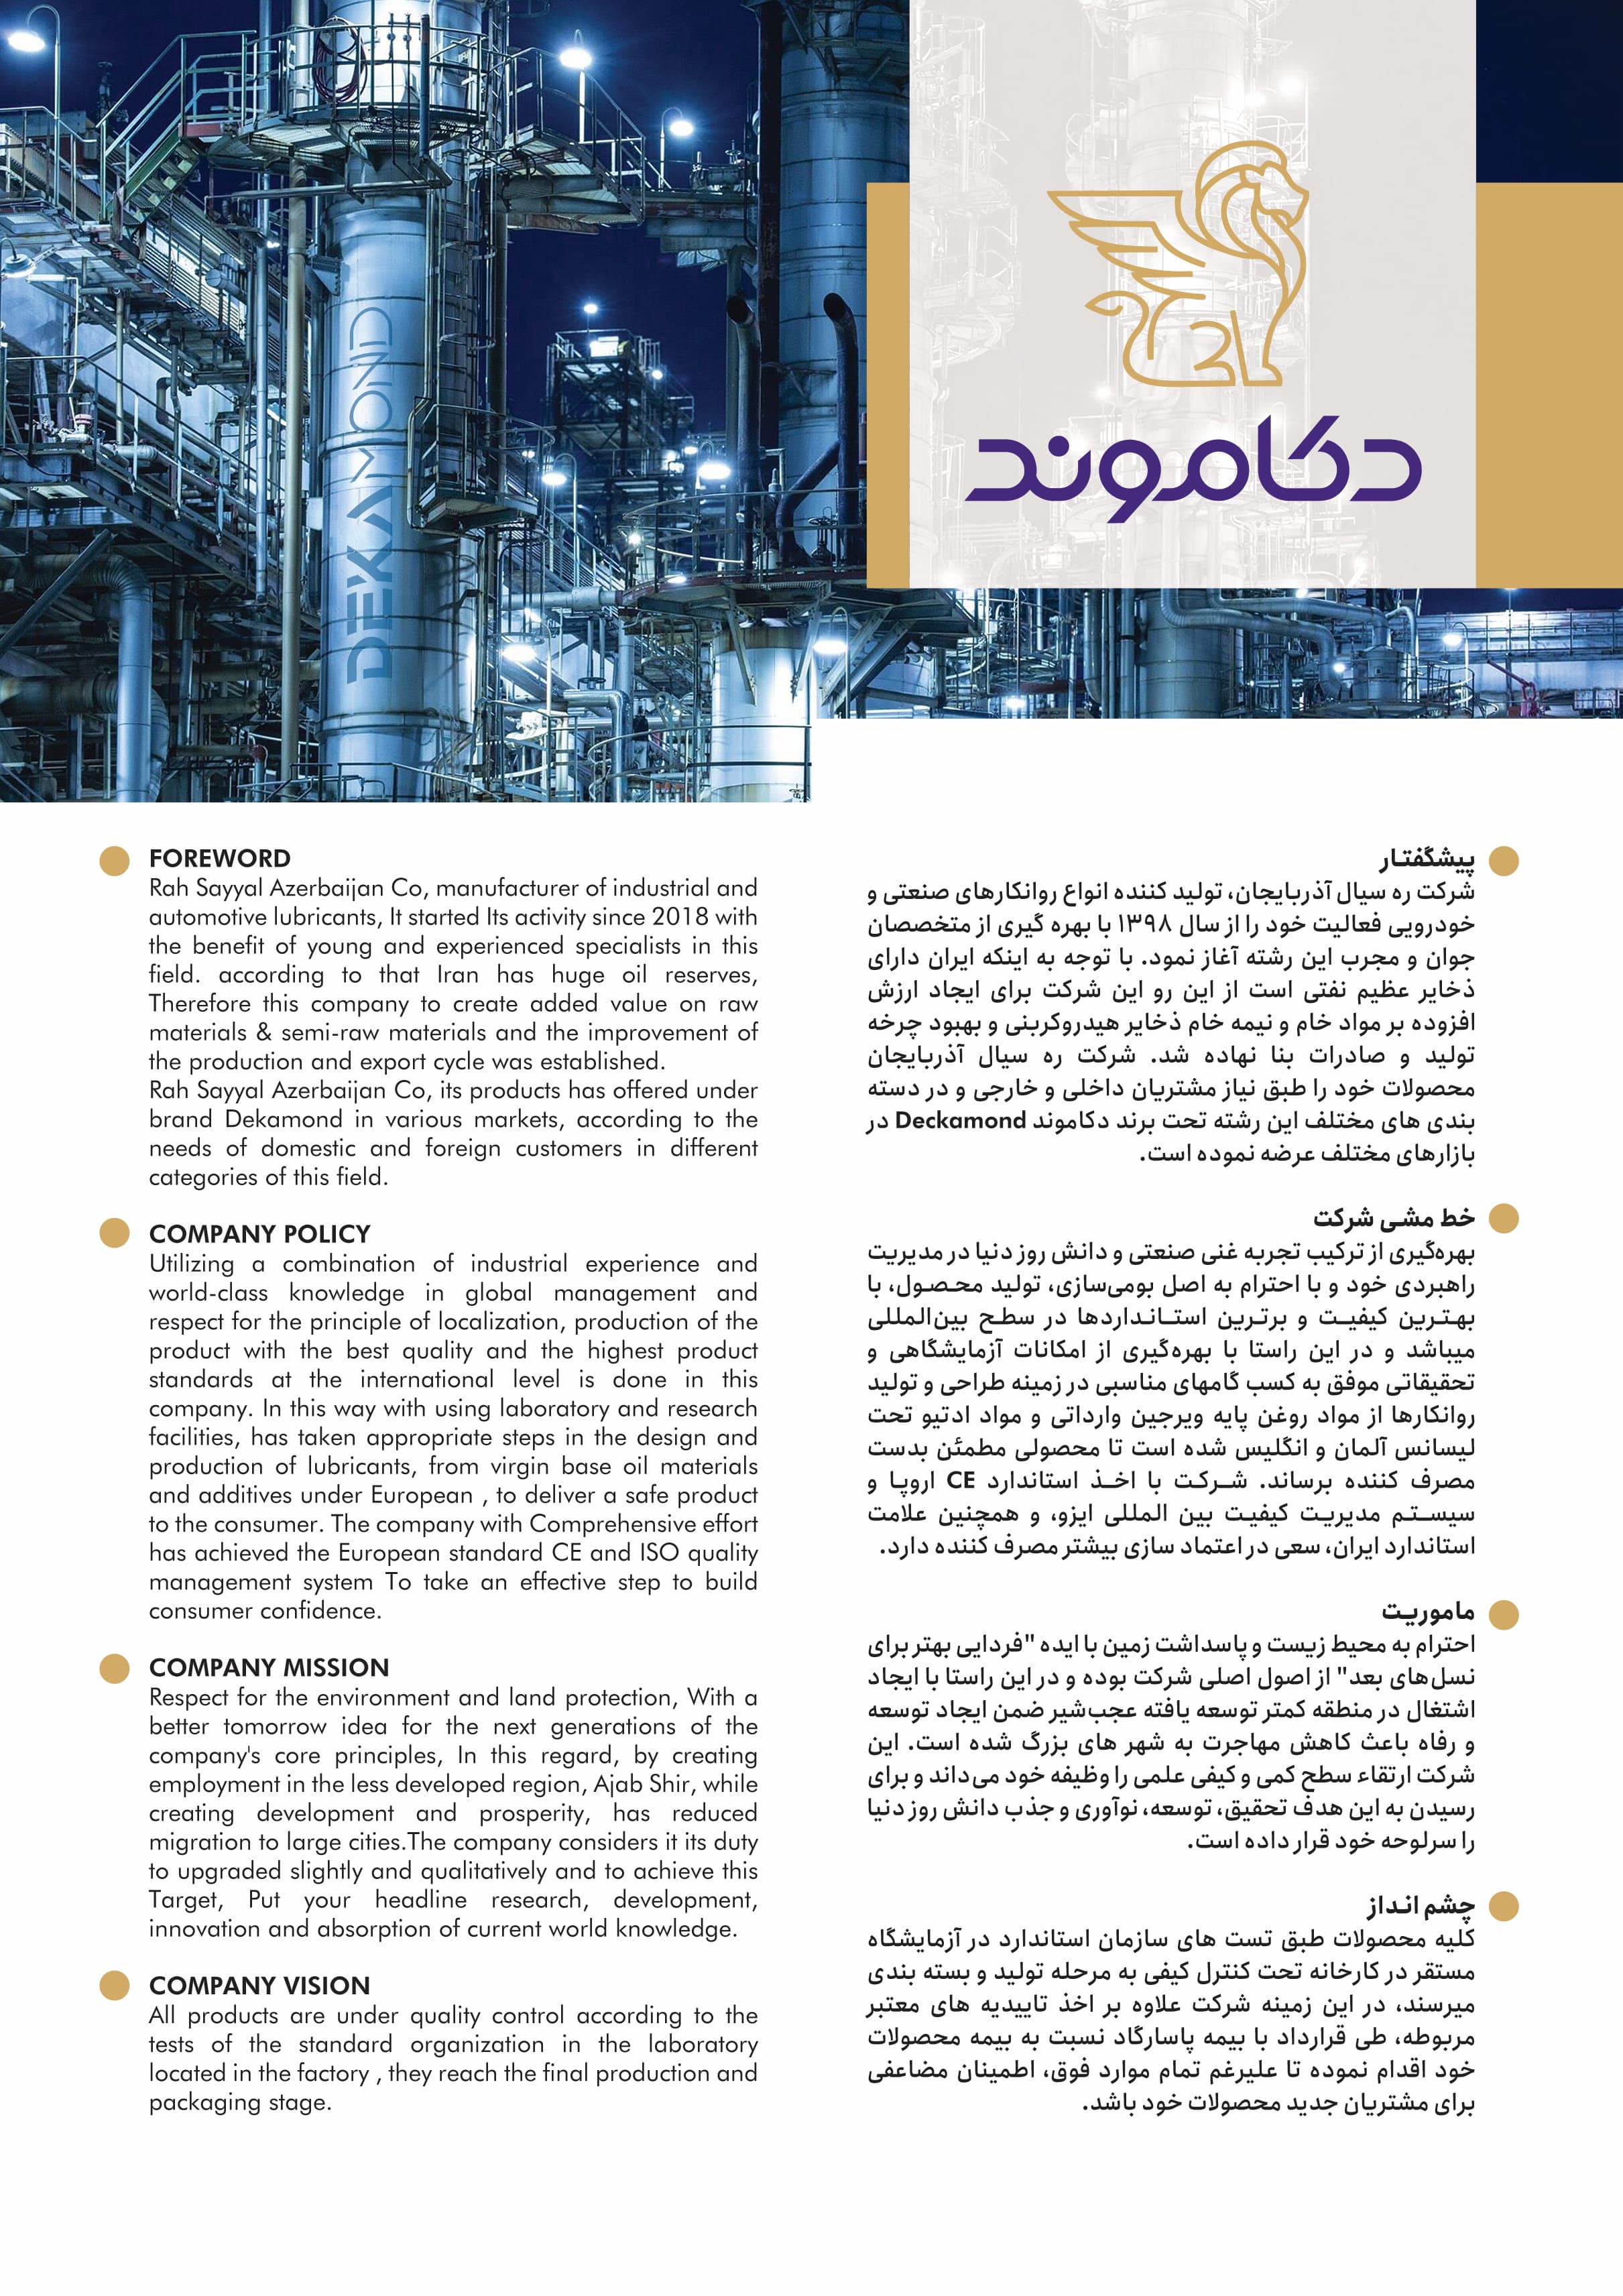 DEKAMOND
دکاموند
FOREWORD
Rah Sayyal Azerbaijan Co, manufacturer of industrial and
automotive lubricants, It started Its activity since 2018 with
the benefit of young and experienced specialists in this
field. according to that Iran has huge oil reserves,
Therefore this company to create added value on raw
materials & semi-raw materials and the improvement of
the production and export cycle was established.
Rah Sayyal Azerbaijan Co, its products has offered under
brand Dekamond in various markets, according to the
needs of domestic and foreign customers in different
categories of this field.
COMPANY POLICY
Utilizing a combination of industrial experience and
world-class knowledge in global management and
respect for the principle of localization, production of the
product with the best quality and the highest product
standards at the international level is done in this
company. In this way with using laboratory and research
facilities, has taken appropriate steps in the design and
production of lubricants, from virgin base oil materials
and additives under European , to deliver a safe product
to the consumer. The company with Comprehensive effort
has achieved the European standard CE and ISO quality
management system To take an effective step to build
consumer confidence.
COMPANY MISSION
Respect for the environment and land protection, With a
better tomorrow idea for the next generations of the
company's core principles, In this regard, by creating
employment in the less developed region, Ajab Shir, while
creating development and prosperity, has reduced
migration to large cities.The company considers it its duty
to upgraded slightly and qualitatively and to achieve this
Target, Put your headline research, development,
innovation and absorption of current world knowledge.
COMPANY VISION
All products are under quality control according to the
tests of the standard organization in the laboratory
located in the factory , they reach the final production and
packaging stage.
پیشگفتار
شرکت ره سیال آذربایجان، تولید کننده انواع روانکارهای صنعتی و
خودرویی فعالیت خود را از سال ۱۳۹۸ با بهره گیری از متخصصان
جوان و مجرب این رشته آغاز نمود. با توجه به اینکه ایران دارای
ذخایر عظیم نفتی است از این رو این شرکت برای ایجاد ارزش
افزوده بر مواد خام و نیمه خام ذخایر هیدروکربنی و بهبود چرخه
تولید و صادرات بنا نهاده شد. شرکت ره سیال آذربایجان
محصولات خود را طبق نیاز مشتریان داخلی و خارجی و در دسته
بندی های مختلف این رشته تحت برند دکاموند Deckamond در
بازارهای مختلف عرضه نموده است.
خط مشی شرکت
بهره‌گیری از ترکیب تجربه غنی صنعتی و دانش روز دنیا در مدیریت
راهبردی خود و با احترام به اصل بومی‌سازی، تولید محصول، با
بهترین کیفیت و برترین استانداردها در سطح بین‌المللی
میباشد و در این راستا با بهره‌گیری از امکانات آزمایشگاهی و
تحقیقاتی موفق به کسب گامهای مناسبی در زمینه طراحی و تولید
روانکارها از مواد روغن پایه ویرجین وارداتی و مواد ادتیو تحت
لیسانس آلمان و انگلیس شده است تا محصولی مطمئن بدست
مصرف کننده برساند. شرکت با اخذ استاندارد CE اروپا و
سیستم مدیریت کیفیت بین المللی ایزو، و همچنین علامت
استاندارد ایران، سعی در اعتماد سازی بیشتر مصرف کننده دارد.
ماموریت
احترام به محیط زیست و پاسداشت زمین با ایده "فردایی بهتر برای
نسل‌های بعد" از اصول اصلی شرکت بوده و در این راستا با ایجاد
اشتغال در منطقه کمتر توسعه یافته عجب‌شیر ضمن ایجاد توسعه
و رفاه باعث کاهش مهاجرت به شهر های بزرگ شده است. این
شرکت ارتقاء سطح کمی و کیفی علمی را وظیفه خود می‌داند و برای
رسیدن به این هدف تحقیق، توسعه، نوآوری و جذب دانش روز دنیا
را سرلوحه خود قرار داده است.
چشم انداز
کلیه محصولات طبق تست های سازمان استاندارد در آزمایشگاه
مستقر در کارخانه تحت کنترل کیفی به مرحله تولید و بسته بندی
میرسند، در این زمینه شرکت علاوه بر اخذ تاییدیه های معتبر
مربوطه، طی قرارداد با بیمه پاسارگاد نسبت به بیمه محصولات
خود اقدام نموده تا علیرغم تمام موارد فوق، اطمینان مضاعفی
برای مشتریان جدید محصولات خود باشد.